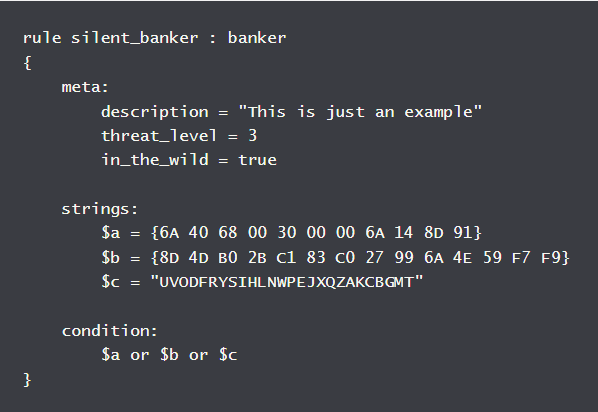 rule silent_banker : banker
{
    meta:
        description = "This is just an example"
        threat_level = 3
        in_the_wild = true

    strings:
        $a = {6A 40 68 00 30 00 00 6A 14 8D 91}
        $b = {8D 4D B0 2B C1 83 C0 27 99 6A 4E 59 F7 F9}
        $c = "UVODFRYSIHLNWPEJXQZAKCBGMT"

    condition:
        $a or $b or $c
}